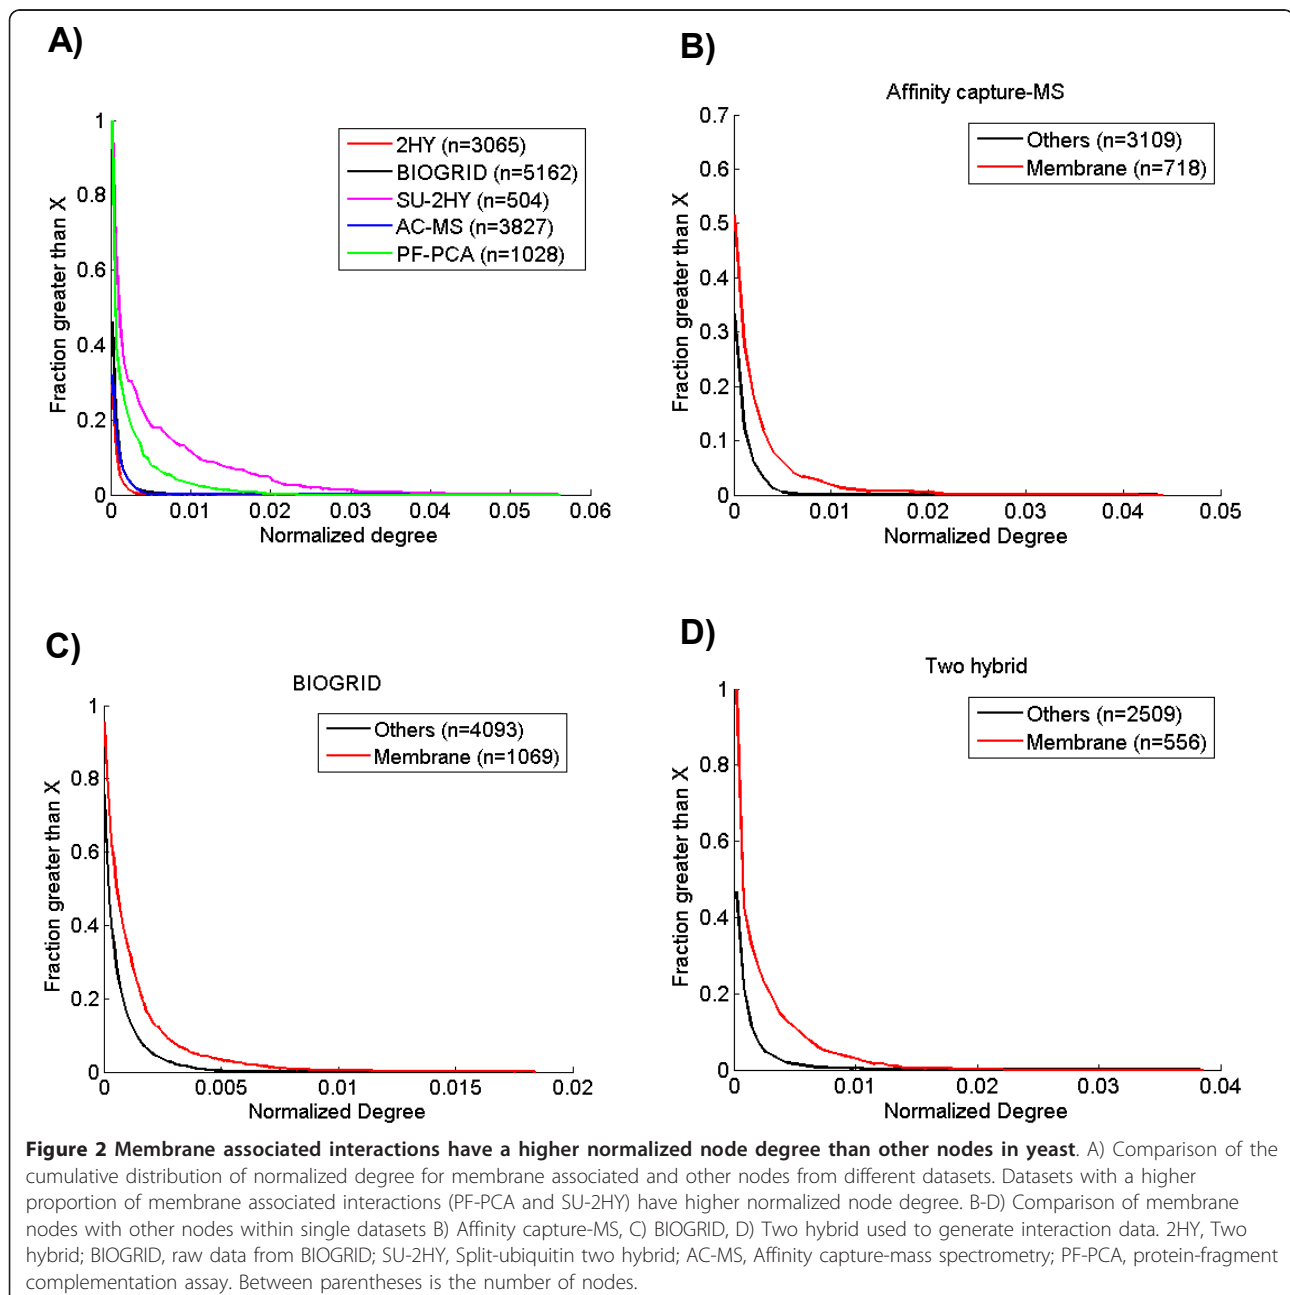 A)
Fraction greater than X
1
0.8
0.6
0.4
0.2
0
0
0.01
0.02
0.03
0.04
0.05
0.06
Normalized degree
2HY (n=3065)
BIOGRID (n=5162)
SU-2HY (n=504)
AC-MS (n=3827)
PF-PCA (n=1028)
B)
Affinity capture-MS
Fraction greater than X
0.7
0.6
0.5
0.4
0.3
0.2
0.1
0
0
0.01
0.02
0.03
0.04
0.05
Normalized Degree
Others (n=3109)
Membrane (n=718)
C)
BIOGRID
Fraction greater than X
1
0.8
0.6
0.4
0.2
0
0
0.005
0.01
0.015
0.02
Normalized Degree
Others (n=4093)
Membrane (n=1069)
D)
Two hybrid
Fraction greater than X
1
0.8
0.6
0.4
0.2
0
0
0.01
0.02
0.03
0.04
Normalized Degree
Others (n=2509)
Membrane (n=556)
Figure 2 Membrane associated interactions have a higher normalized node degree than other nodes in yeast. A) Comparison of the
cumulative distribution of normalized degree for membrane associated and other nodes from different datasets. Datasets with a higher
proportion of membrane associated interactions (PF-PCA and SU-2HY) have higher normalized node degree. B-D) Comparison of membrane
nodes with other nodes within single datasets B) Affinity capture-MS, C) BIOGRID, D) Two hybrid used to generate interaction data. 2HY, Two
hybrid; BIOGRID, raw data from BIOGRID; SU-2HY, Split-ubiquitin two hybrid; AC-MS, Affinity capture-mass spectrometry; PF-PCA, protein-fragment
complementation assay. Between parentheses is the number of nodes.